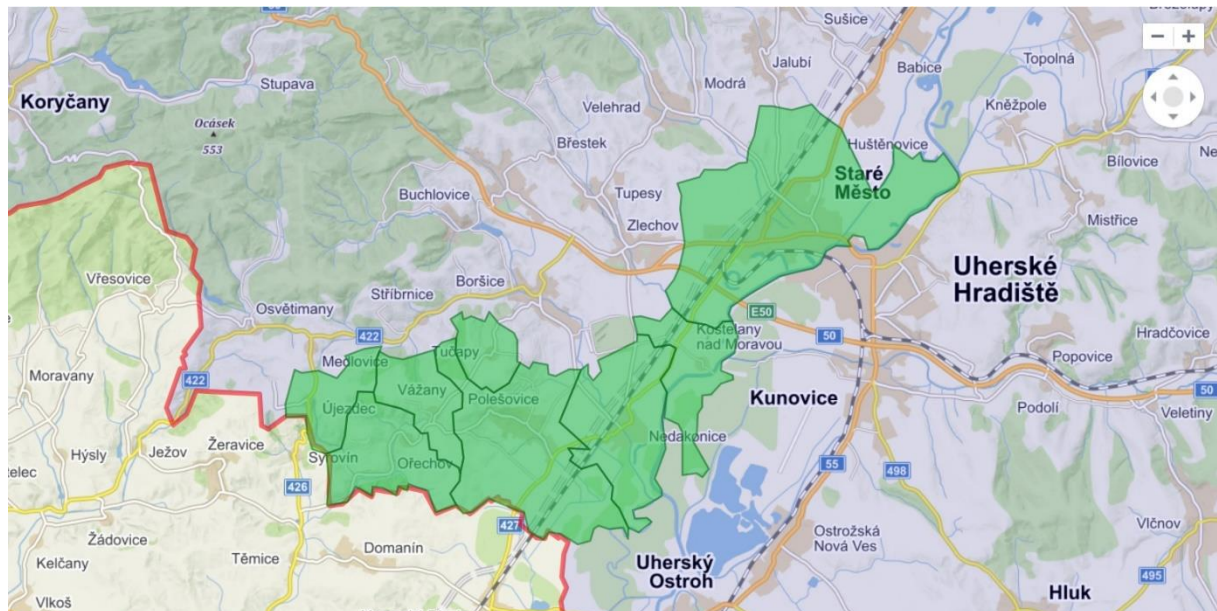 Sušice
Topolná
Jalubí
Babice
Modrá
Stupava
Koryčany
Velehrad
Kněžpole
Ocásek
553
Břestek
Huštěnovice
Bílovice
Staré
Město
Buchlovice
Tupesy
Mistřice
Zlechov
Uherské
Hradiště
Vřesovice
Boršice
Stříbrnice
Osvětimany
E50
422
Kostelany
nad Moravou
50
Hradčovice
Medlovice
Tučapy
Popovice
Moravany
422
Vážany
Polešovice
Kunovice
50
Újezdec
Podolí
Veletiny
Nedakonice
Žeravice
Hýsly
Ježov
Syrovín
Ořechov
55
498
telec
426
427
Ostrožská
Nová Ves
Vlčnov
Žádovice
Domanín
Těmice
Kelčany
Uherský
Ostroh
495
Hluk
Vlkoš